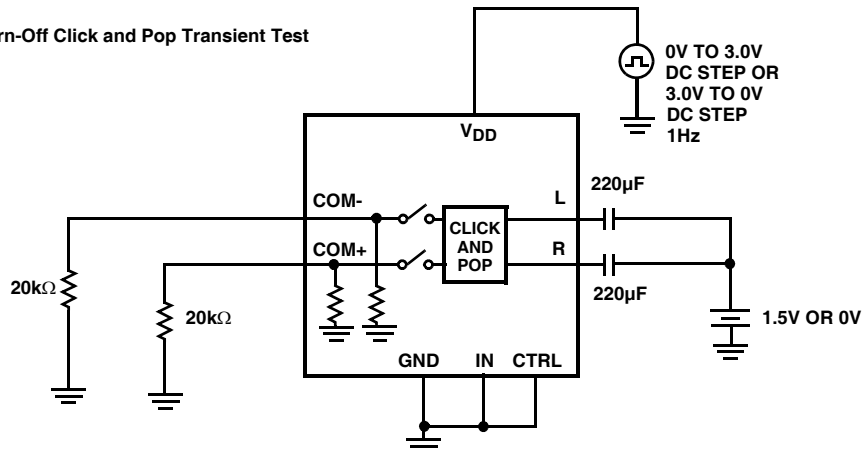 rn-Off Click and Pop Transient Test
0V TO 3.0V
DC STEP OR
3.0V TO 0V
DC STEP
1Hz
VDD
COM-
L
220µF
CLICK
AND
POP
COM+
R
220µF
20kΩ
20kΩ
1.5V OR 0V
GND IN CTRL